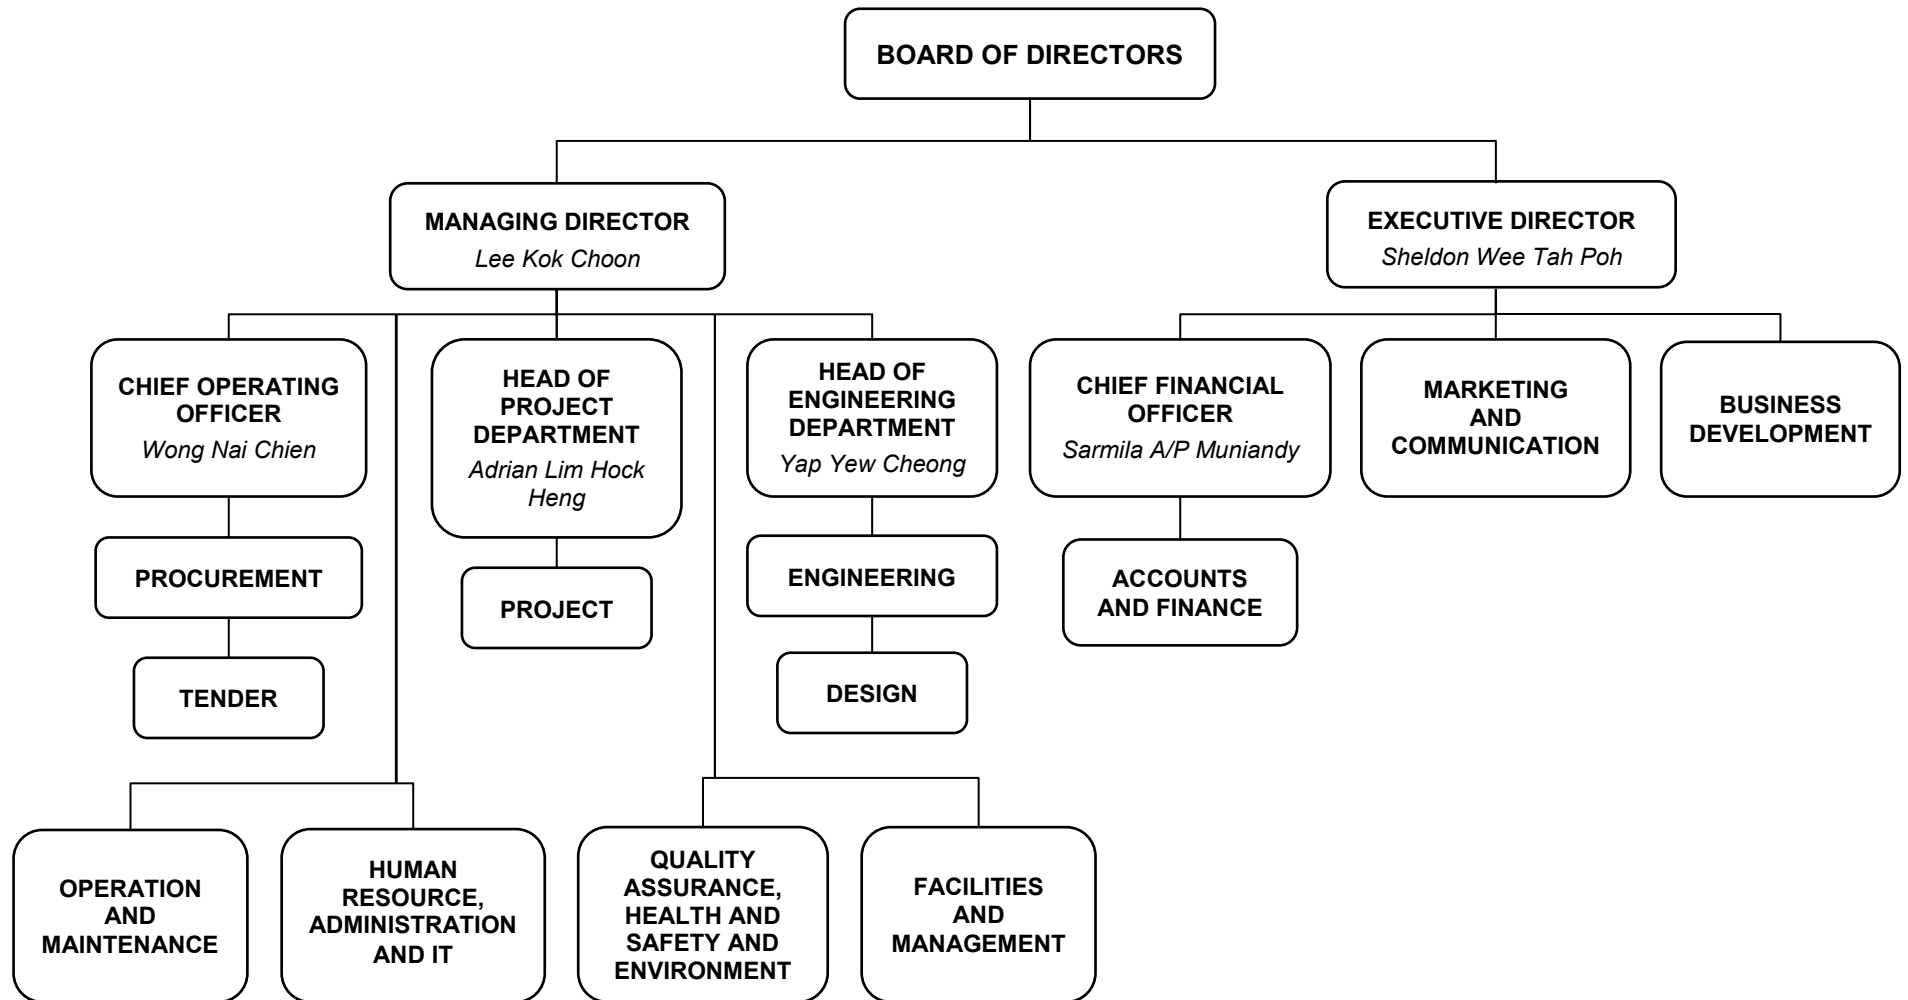 BOARD OF DIRECTORS
MANAGING DIRECTOR
Lee Kok Choon
EXECUTIVE DIRECTOR
Sheldon Wee Tah Poh
CHIEF OPERATING
OFFICER
Wong Nai Chien
HEAD OF
PROJECT
DEPARTMENT
Adrian Lim Hock
Heng
HEAD OF
ENGINEERING
DEPARTMENT
Yap Yew Cheong
CHIEF FINANCIAL
OFFICER
Sarmila A/P Muniandy
MARKETING
AND
COMMUNICATION
BUSINESS
DEVELOPMENT
PROCUREMENT
PROJECT
ENGINEERING
ACCOUNTS
AND FINANCE
TENDER
DESIGN
OPERATION
AND
MAINTENANCE
HUMAN
RESOURCE,
ADMINISTRATION
AND IT
QUALITY
ASSURANCE,
HEALTH AND
SAFETY AND
ENVIRONMENT
FACILITIES
AND
MANAGEMENT